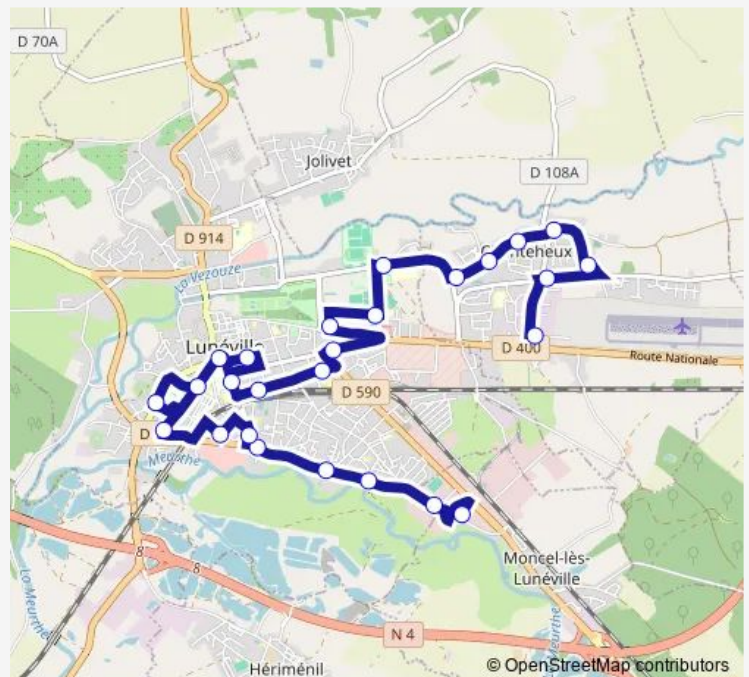 D 70A
Jolivet
D 108A
D 914
La Vezouze
Lunéville
D 400
Route Nationale
D 590
D
Meurthe
8
8
Moncel-lès-
Lunéville
La Meurthe
Meurthe
N 4
Hériménil
© OpenStreetMap contributors